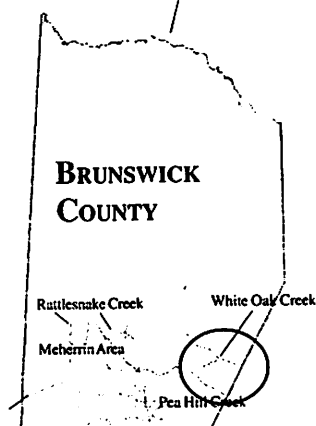 BRUNSWICK
COUNTY
Rattlesnake Creek
White Oak Creek
Meherrin Area
Pea Hill Creek